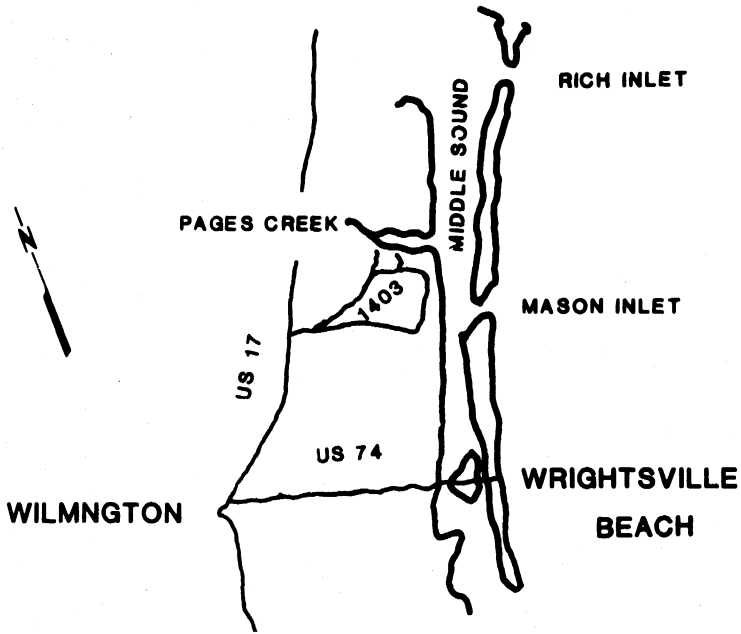 RICH INLET
MIDDLE SOUND
PAGES CREEK
N
1403
MASON INLET
US 17
US 74
WRIGHTSVILLE
BEACH
WILMNGTON